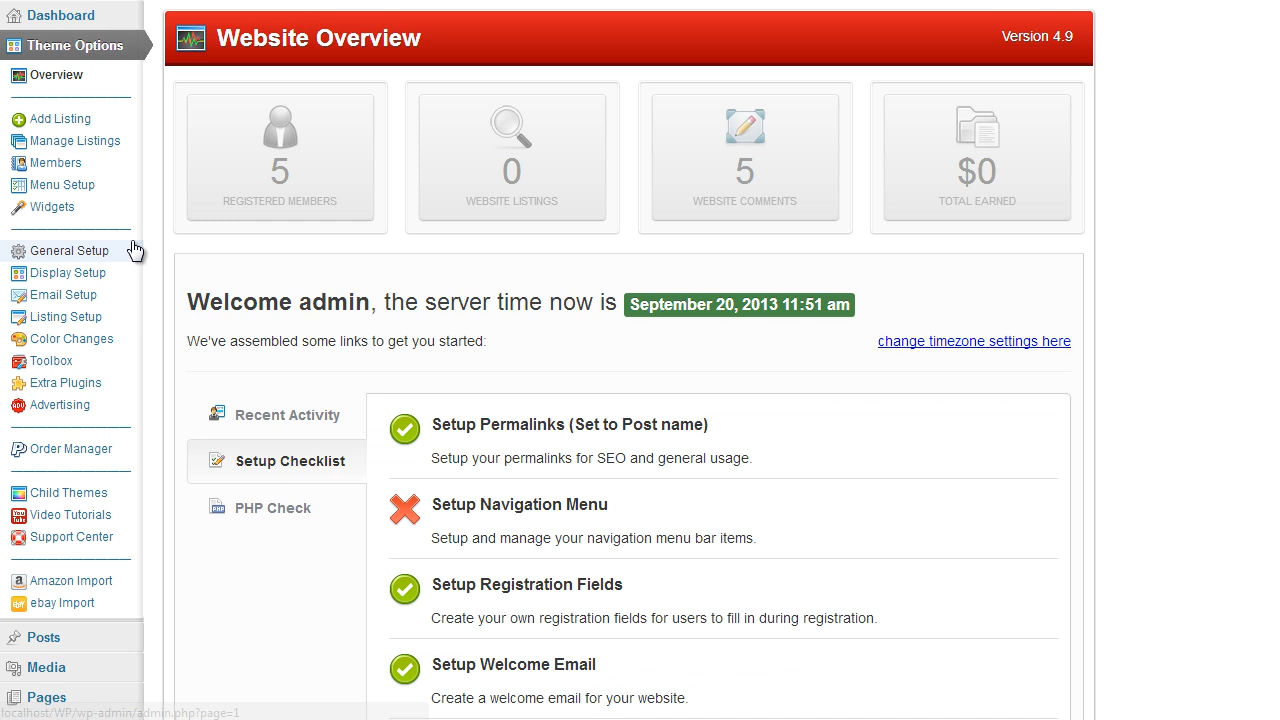 Dashboard
Theme Options
Overview
Add Listing
Manage Listings
Members
Menu Setup
Widgets
General Setup
Display Setup
Email Setup
Listing Setup
Color Changes
Toolbox
Extra Plugins
Advertising
Order Manager
Child Themes
Video Tutorials
Support Center
Amazon Import
ebay Import
Posts
Media
Pages
localhost/WP/wp-admin/admin.php?page=1
Website Overview
Version 4.9
5
REGISTERED MEMBERS
0
WEBSITE LISTINGS
5
WEBSITE COMMENTS
$0
TOTAL EARNED
Welcome admin, the server time now is September 20, 2013 11:51 am
We've assembled some links to get you started:
change timezone settings here
Recent Activity
Setup Checklist
PHP Check
Setup Permalinks (Set to Post name)
Setup your permalinks for SEO and general usage.
Setup Navigation Menu
Setup and manage your navigation menu bar items.
Setup Registration Fields
Create your own registration fields for users to fill in during registration.
Setup Welcome Email
Create a welcome email for your website.